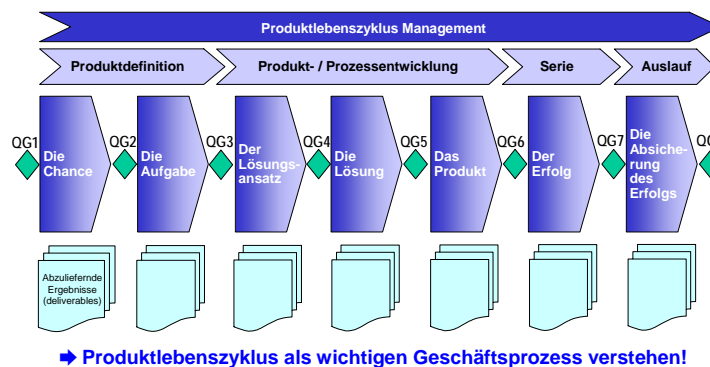 Produktlebenszyklus Management
Produktdefinition
Produkt- / Prozessentwicklung
Serie
Auslauf
QG1
Die
Chance
QG2
Die
Aufgabe
QG3
Der
Lösungs-
ansatz
QG4
Die
Lösung
QG5
Das
Produkt
QG6
Der
Erfolg
QG7
Die
Absiche-
rung
des
Erfolgs
Abzuliefernde
Ergebnisse
(deliverables)
➡ Produktlebenszyklus als wichtigen Geschäftsprozess verstehen!